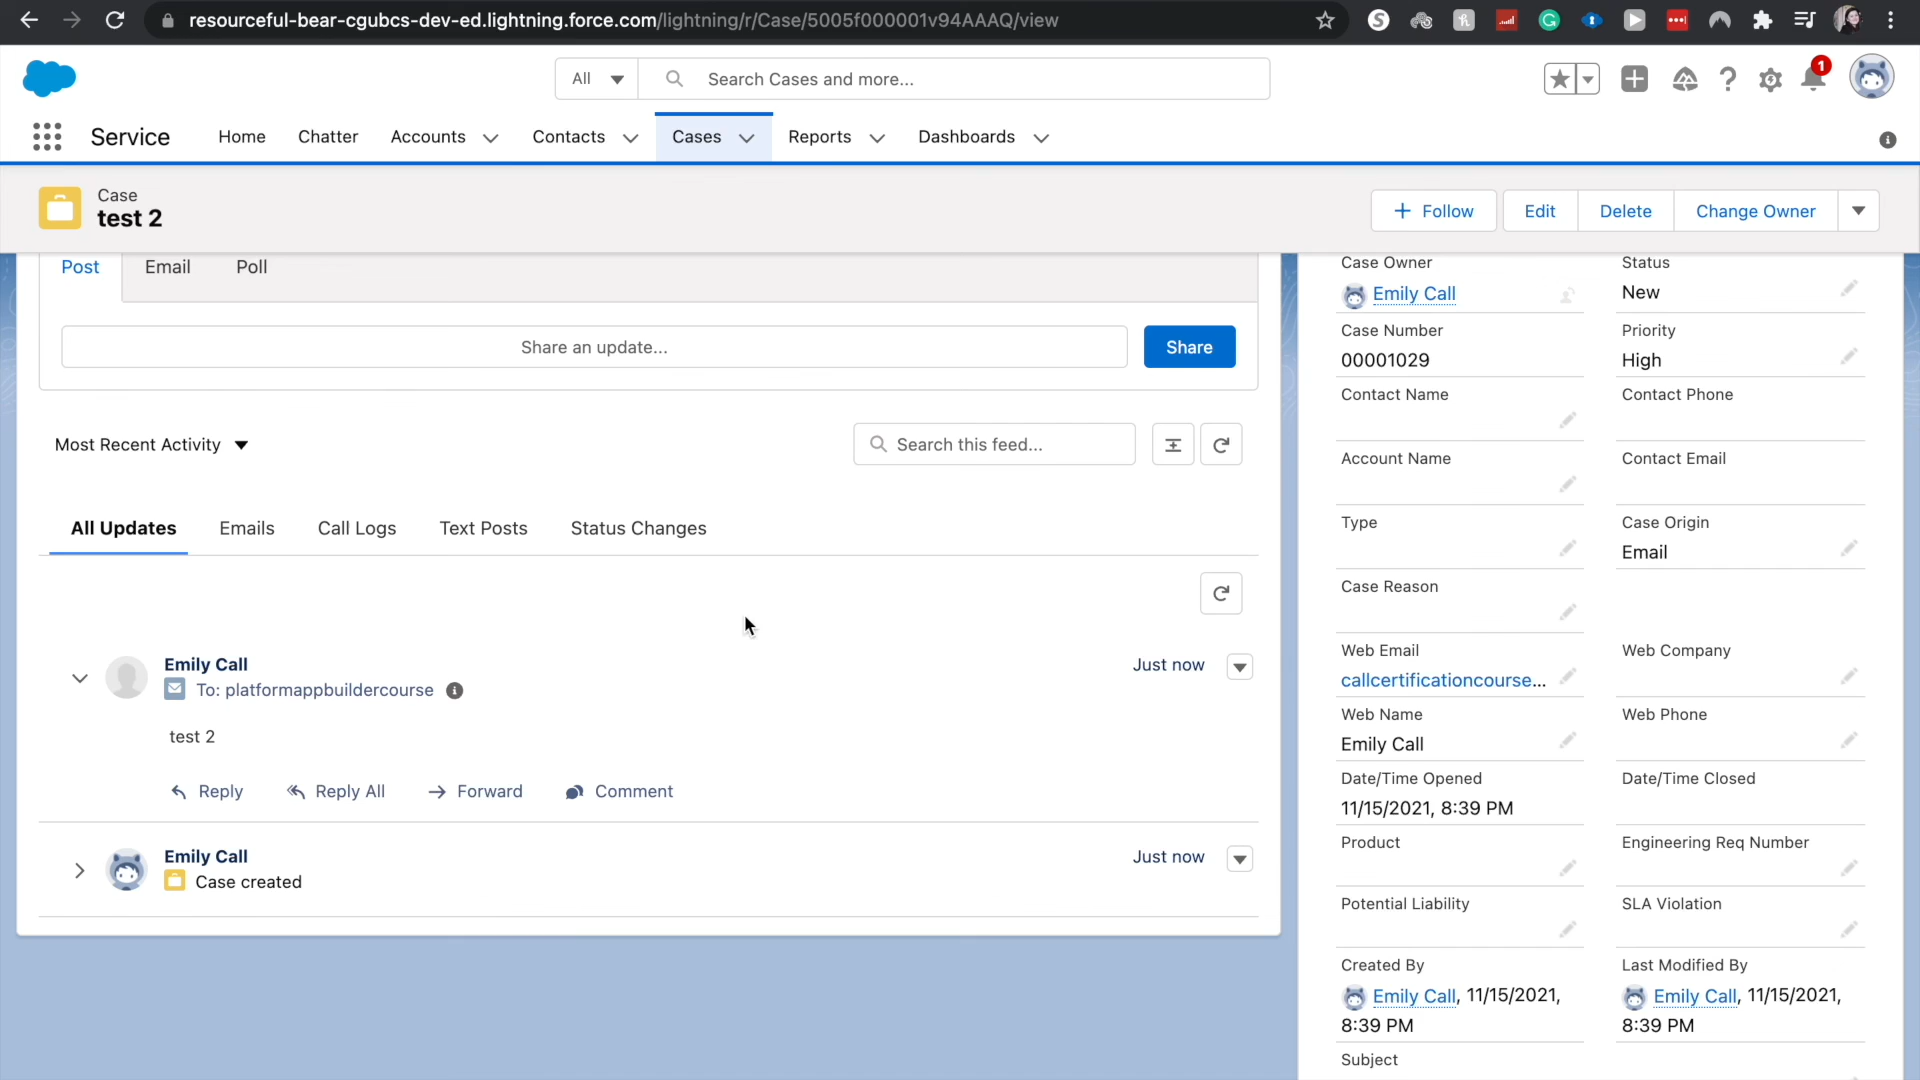 resourceful-bear-cgubcs-dev-ed.lightning.force.com/lightning/r/Case/5005f000001v94AAAQ/view
All
Search Cases and more...
1
Service
Home
Chatter
Accounts
Contacts
Cases
Reports
Dashboards
Case
test 2
Follow
Edit
Delete
Change Owner
Post
Email
Poll
Share an update...
Share
Most Recent Activity
Search this feed...
All Updates
Emails
Call Logs
Text Posts
Status Changes
Emily Call
Just now
To: platformappbuildercourse
test 2
Reply
Reply All
Forward
Comment
Emily Call
Just now
Case created
Case Owner
Emily Call
Status
New
Case Number
00001029
Priority
High
Contact Name
Contact Phone
Account Name
Contact Email
Type
Case Origin
Email
Case Reason
Web Email
callcertificationcourse...
Web Company
Web Name
Emily Call
Web Phone
Date/Time Opened
11/15/2021, 8:39 PM
Date/Time Closed
Product
Engineering Req Number
Potential Liability
SLA Violation
Created By
Emily Call, 11/15/2021,
8:39 PM
Last Modified By
Emily Call, 11/15/2021,
8:39 PM
Subject